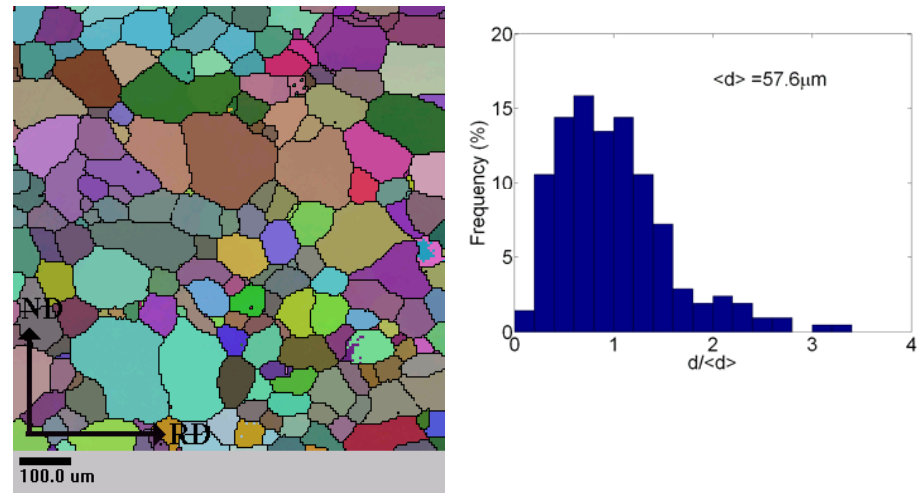 ND
RD
100.0 um
20
15
10
5
0
Frequency (%)
<d> =57.6μm
0 1 2 3 4
d/<d>